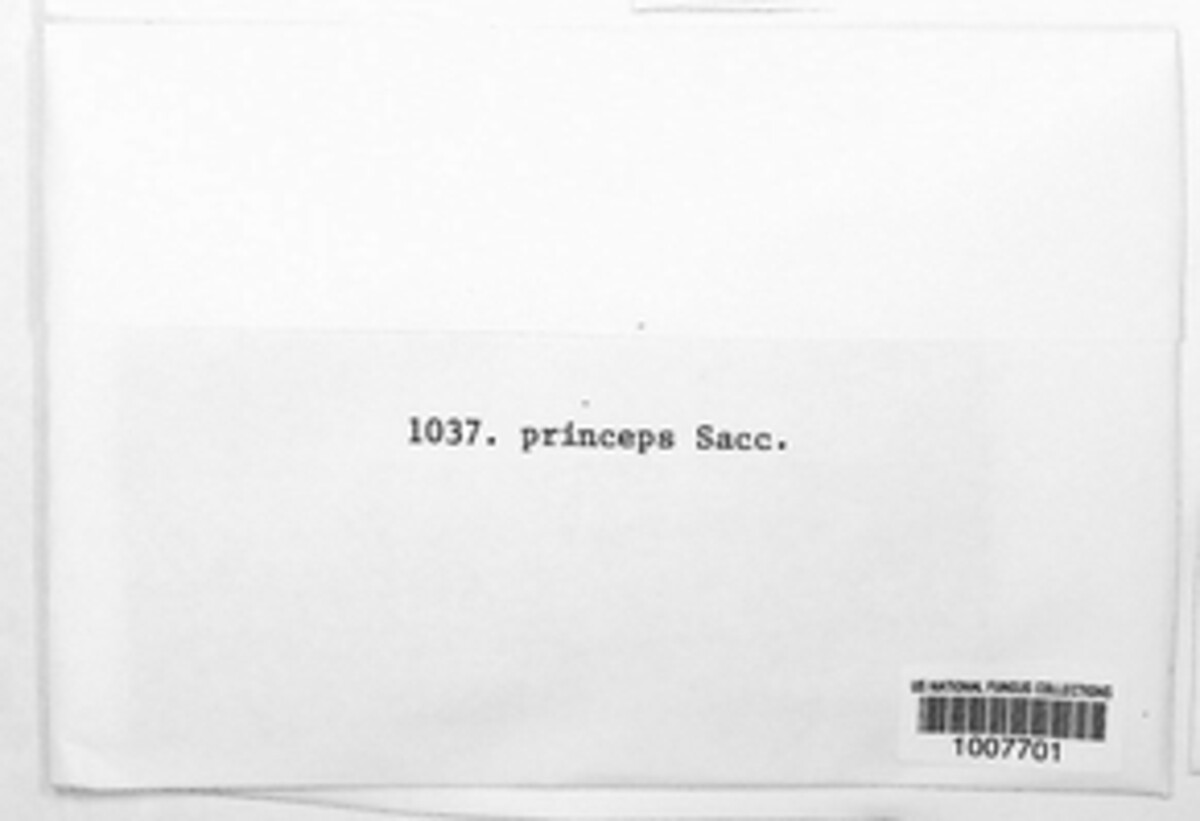 1037. princeps Sacc.
US NATIONAL FUNGUS COLLECTIONS
1007701